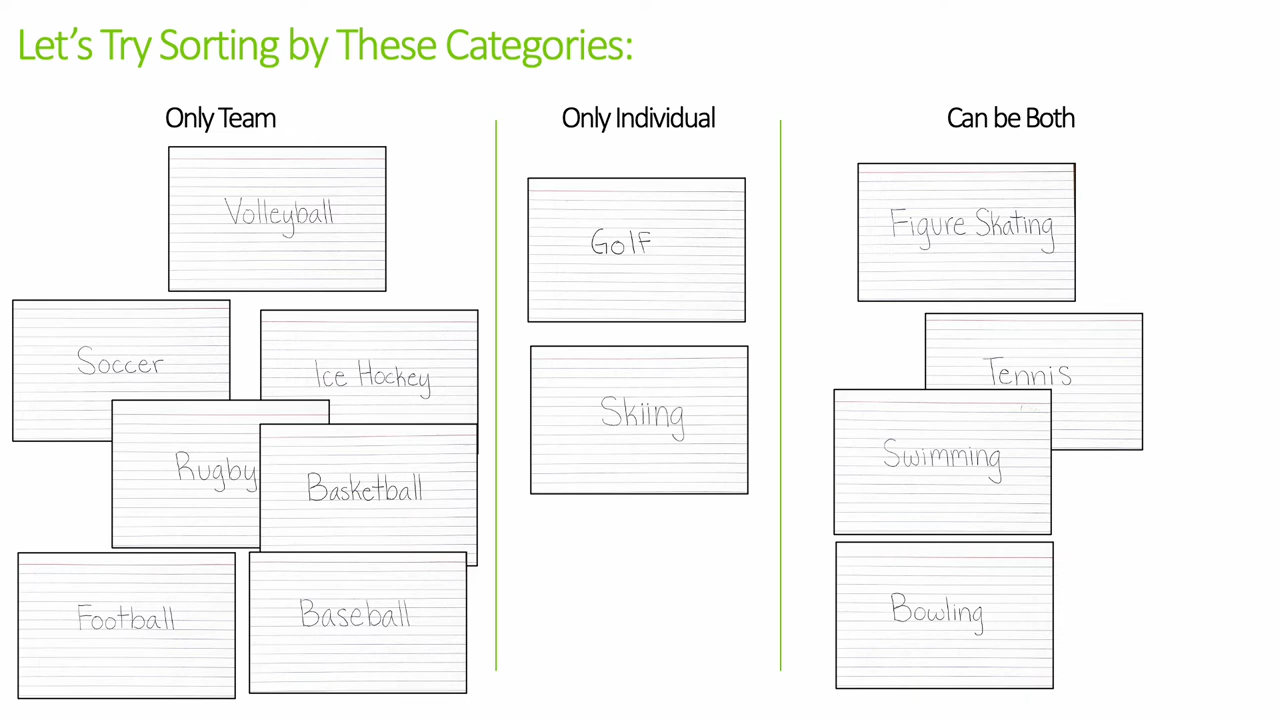 Let's Try Sorting by These Categories:
Only Team
Volleyball
Soccer
Ice Hockey
Rugby
Basketball
Football
Baseball
Only Individual
Golf
Skiing
Can be Both
Figure Skating
Tennis
Swimming
Bowling